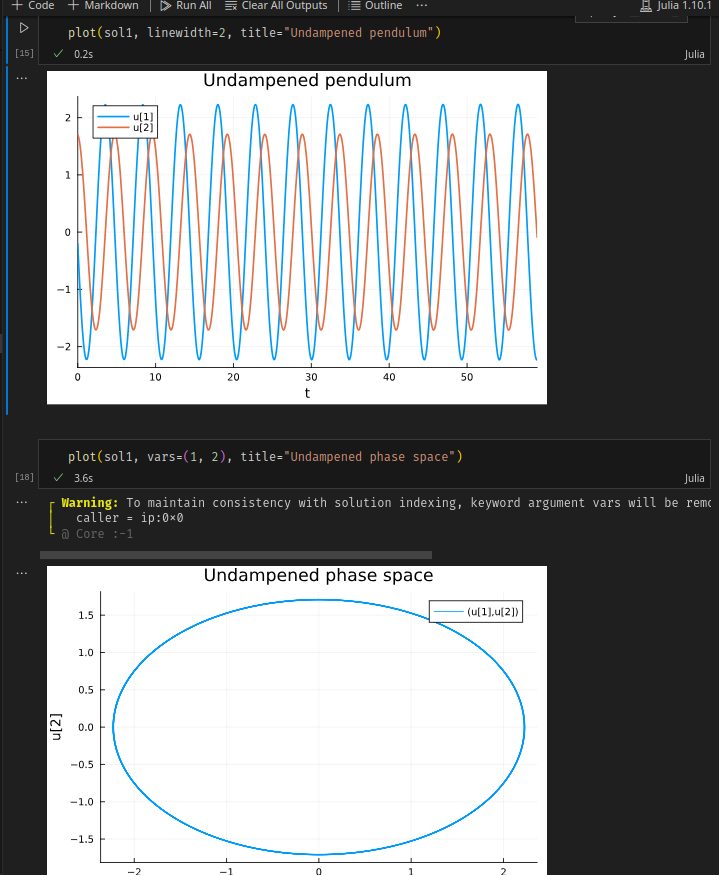 Code Markdown Run All Clear All Outputs Outline ··· Julia 1.10.1
plot(sol1, linewidth=2, title="Undampened pendulum")
[15] 0.2s Julia
...
Undampened pendulum
u[1]
u[2]
2
1
0
−1
−2
0 10 20 30 40 50
t
plot(sol1, vars=(1, 2), title="Undampened phase space")
[18] 3.6s Julia
...
Warning: To maintain consistency with solution indexing, keyword argument vars will be
caller = ip:0x0
@ Core :-1
...
Undampened phase space
(u[1],u[2])
1.5
1.0
0.5
0.0
−0.5
−1.0
−1.5
u[2]
−2 −1 0 1 2